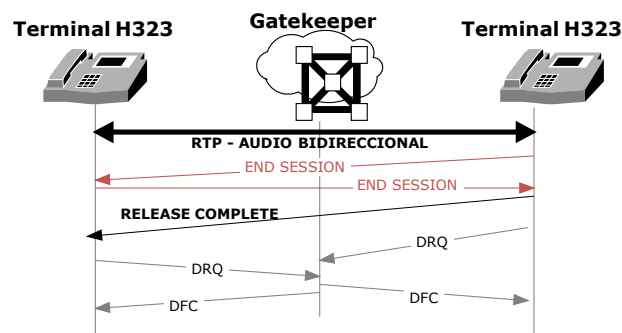 Gatekeeper
Terminal H323
Terminal H323
RTP - AUDIO BIDIRECCIONAL
END SESSION
END SESSION
RELEASE COMPLETE
DRQ
DRQ
DFC
DFC